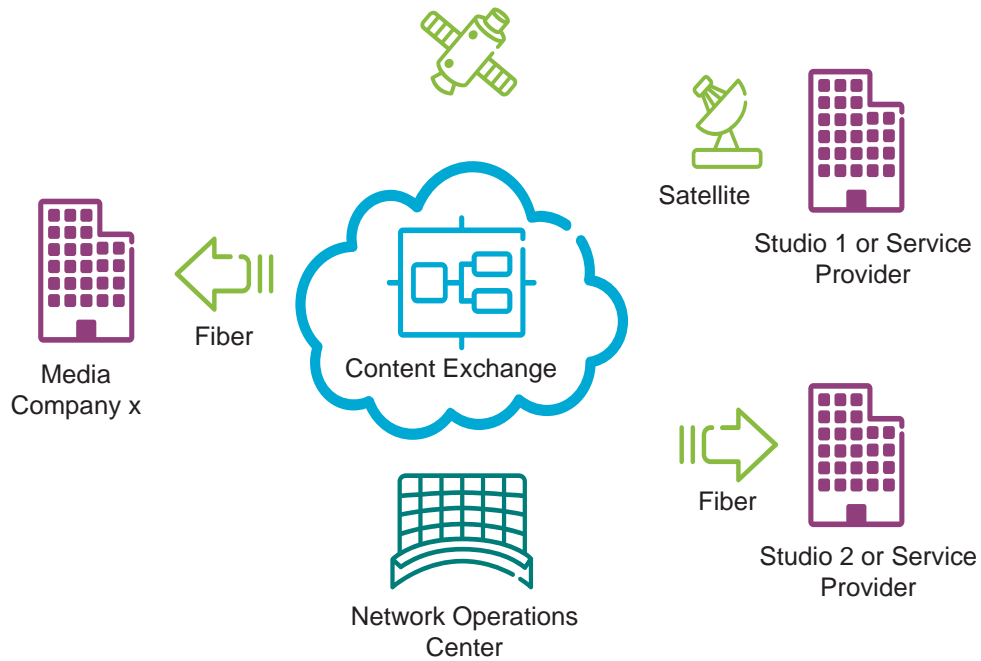 Satellite
Studio 1 or Service
Provider
Fiber
Media
Company x
Content Exchange
Fiber
Studio 2 or Service
Provider
Network Operations
Center